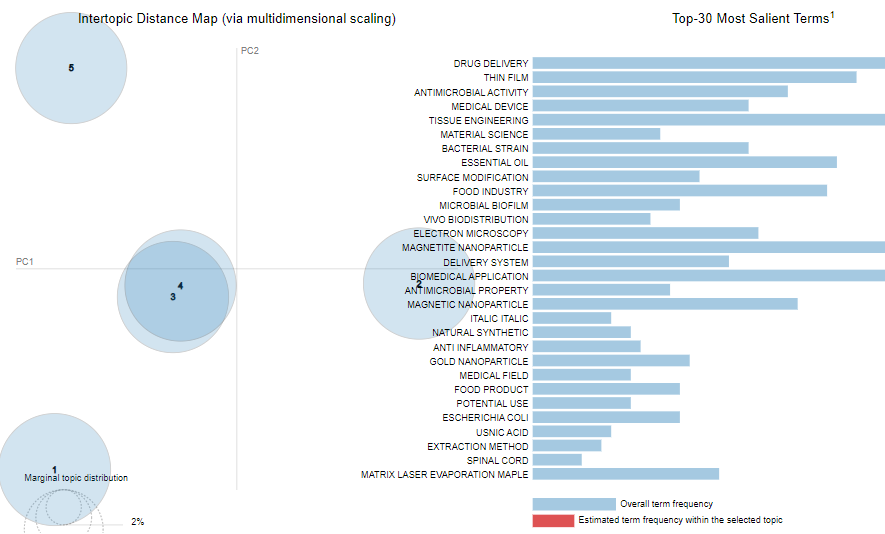 Intertopic Distance Map (via multidimensional scaling)
5
PC2
PC1
4
3
2
1
Marginal topic distribution
2%
Top-30 Most Salient Terms1
DRUG DELIVERY
THIN FILM
ANTIMICROBIAL ACTIVITY
MEDICAL DEVICE
TISSUE ENGINEERING
MATERIAL SCIENCE
BACTERIAL STRAIN
ESSENTIAL OIL
SURFACE MODIFICATION
FOOD INDUSTRY
MICROBIAL BIOFILM
VIVO BIODISTRIBUTION
ELECTRON MICROSCOPY
MAGNETITE NANOPARTICLE
DELIVERY SYSTEM
BIOMEDICAL APPLICATION
ANTIMICROBIAL PROPERTY
MAGNETIC NANOPARTICLE
ITALIC ITALIC
NATURAL SYNTHETIC
ANTI INFLAMMATORY
GOLD NANOPARTICLE
MEDICAL FIELD
FOOD PRODUCT
POTENTIAL USE
ESCHERICHIA COLI
USNIC ACID
EXTRACTION METHOD
SPINAL CORD
MATRIX LASER EVAPORATION MAPLE
Overall term frequency
Estimated term frequency within the selected topic